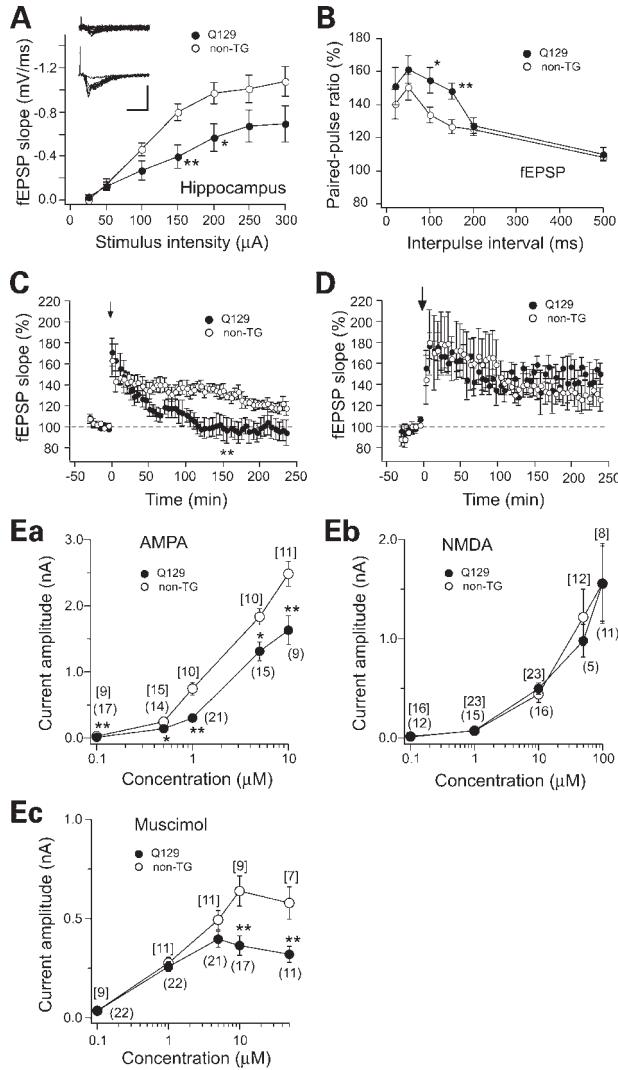 A
Q129
non-TG
fEPSP slope (mV/ms)
-1.2
-0.8
-0.4
0.0
**
*
Hippocampus
0 50 100 150 200 250 300
Stimulus intensity (μA)
B
Q129
non-TG
Paired-pulse ratio (%)
180
160
140
120
100
80
*
**
fEPSP
0 100 200 300 400 500
Interpulse interval (ms)
C
Q129
non-TG
fEPSP slope (%)
220
200
180
160
140
120
100
80
**
-50 0 50 100 150 200 250
Time (min)
D
Q129
non-TG
fEPSP slope (%)
220
200
180
160
140
120
100
80
-50 0 50 100 150 200 250
Time (min)
Ea
AMPA
Q129
non-TG
Current amplitude (nA)
3.0
2.0
1.0
0.0
[9]
(17)
**
[15]
(14)
*
[10]
(21)
**
[10]
*
(15)
[11]
**
(9)
0.1 1 10
Concentration (μM)
Eb
NMDA
Q129
non-TG
Current amplitude (nA)
2.0
1.0
0.0
[16]
(12)
[23]
(15)
[23]
(16)
[12]
(5)
[8]
(11)
0.1 1 10 100
Concentration (μM)
Ec
Muscimol
Q129
non-TG
Current amplitude (nA)
1.0
0.5
0.0
[9]
(22)
[11]
(22)
[11]
(21)
[9]
**
(17)
[7]
**
(11)
0.1 1 10
Concentration (μM)